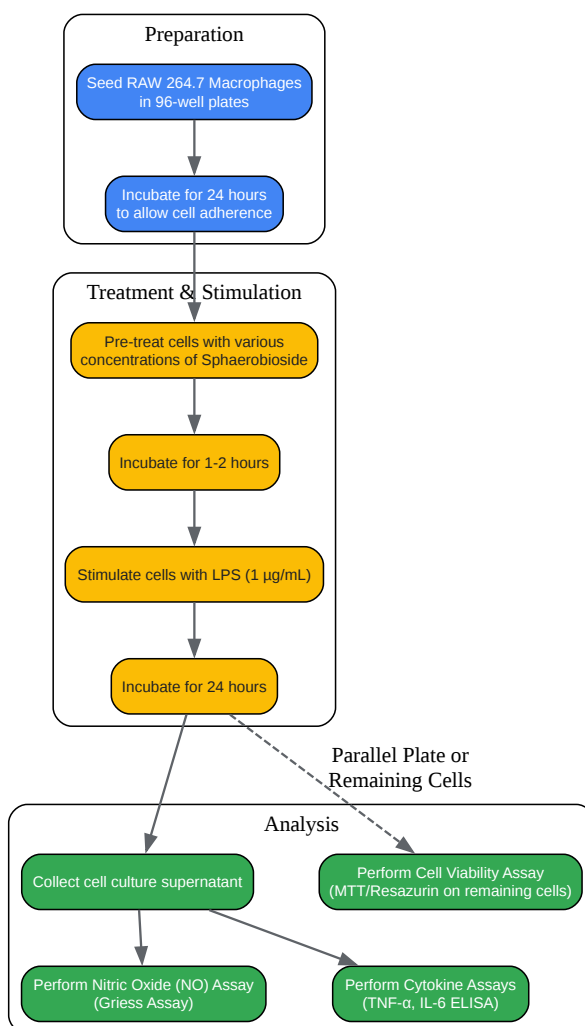 Preparation
Seed RAW 264.7 Macrophages
in 96-well plates
Incubate for 24 hours
to allow cell adherence
Treatment & Stimulation
Pre-treat cells with various
concentrations of Sphaerobioside
Incubate for 1-2 hours
Stimulate cells with LPS (1 µg/mL)
Incubate for 24 hours
Parallel Plate or
Remaining Cells
Analysis
Collect cell culture supernatant
Perform Cell Viability Assay
(MTT/Resazurin on remaining cells)
Perform Nitric Oxide (NO) Assay
(Griess Assay)
Perform Cytokine Assays
(TNF-α, IL-6 ELISA)